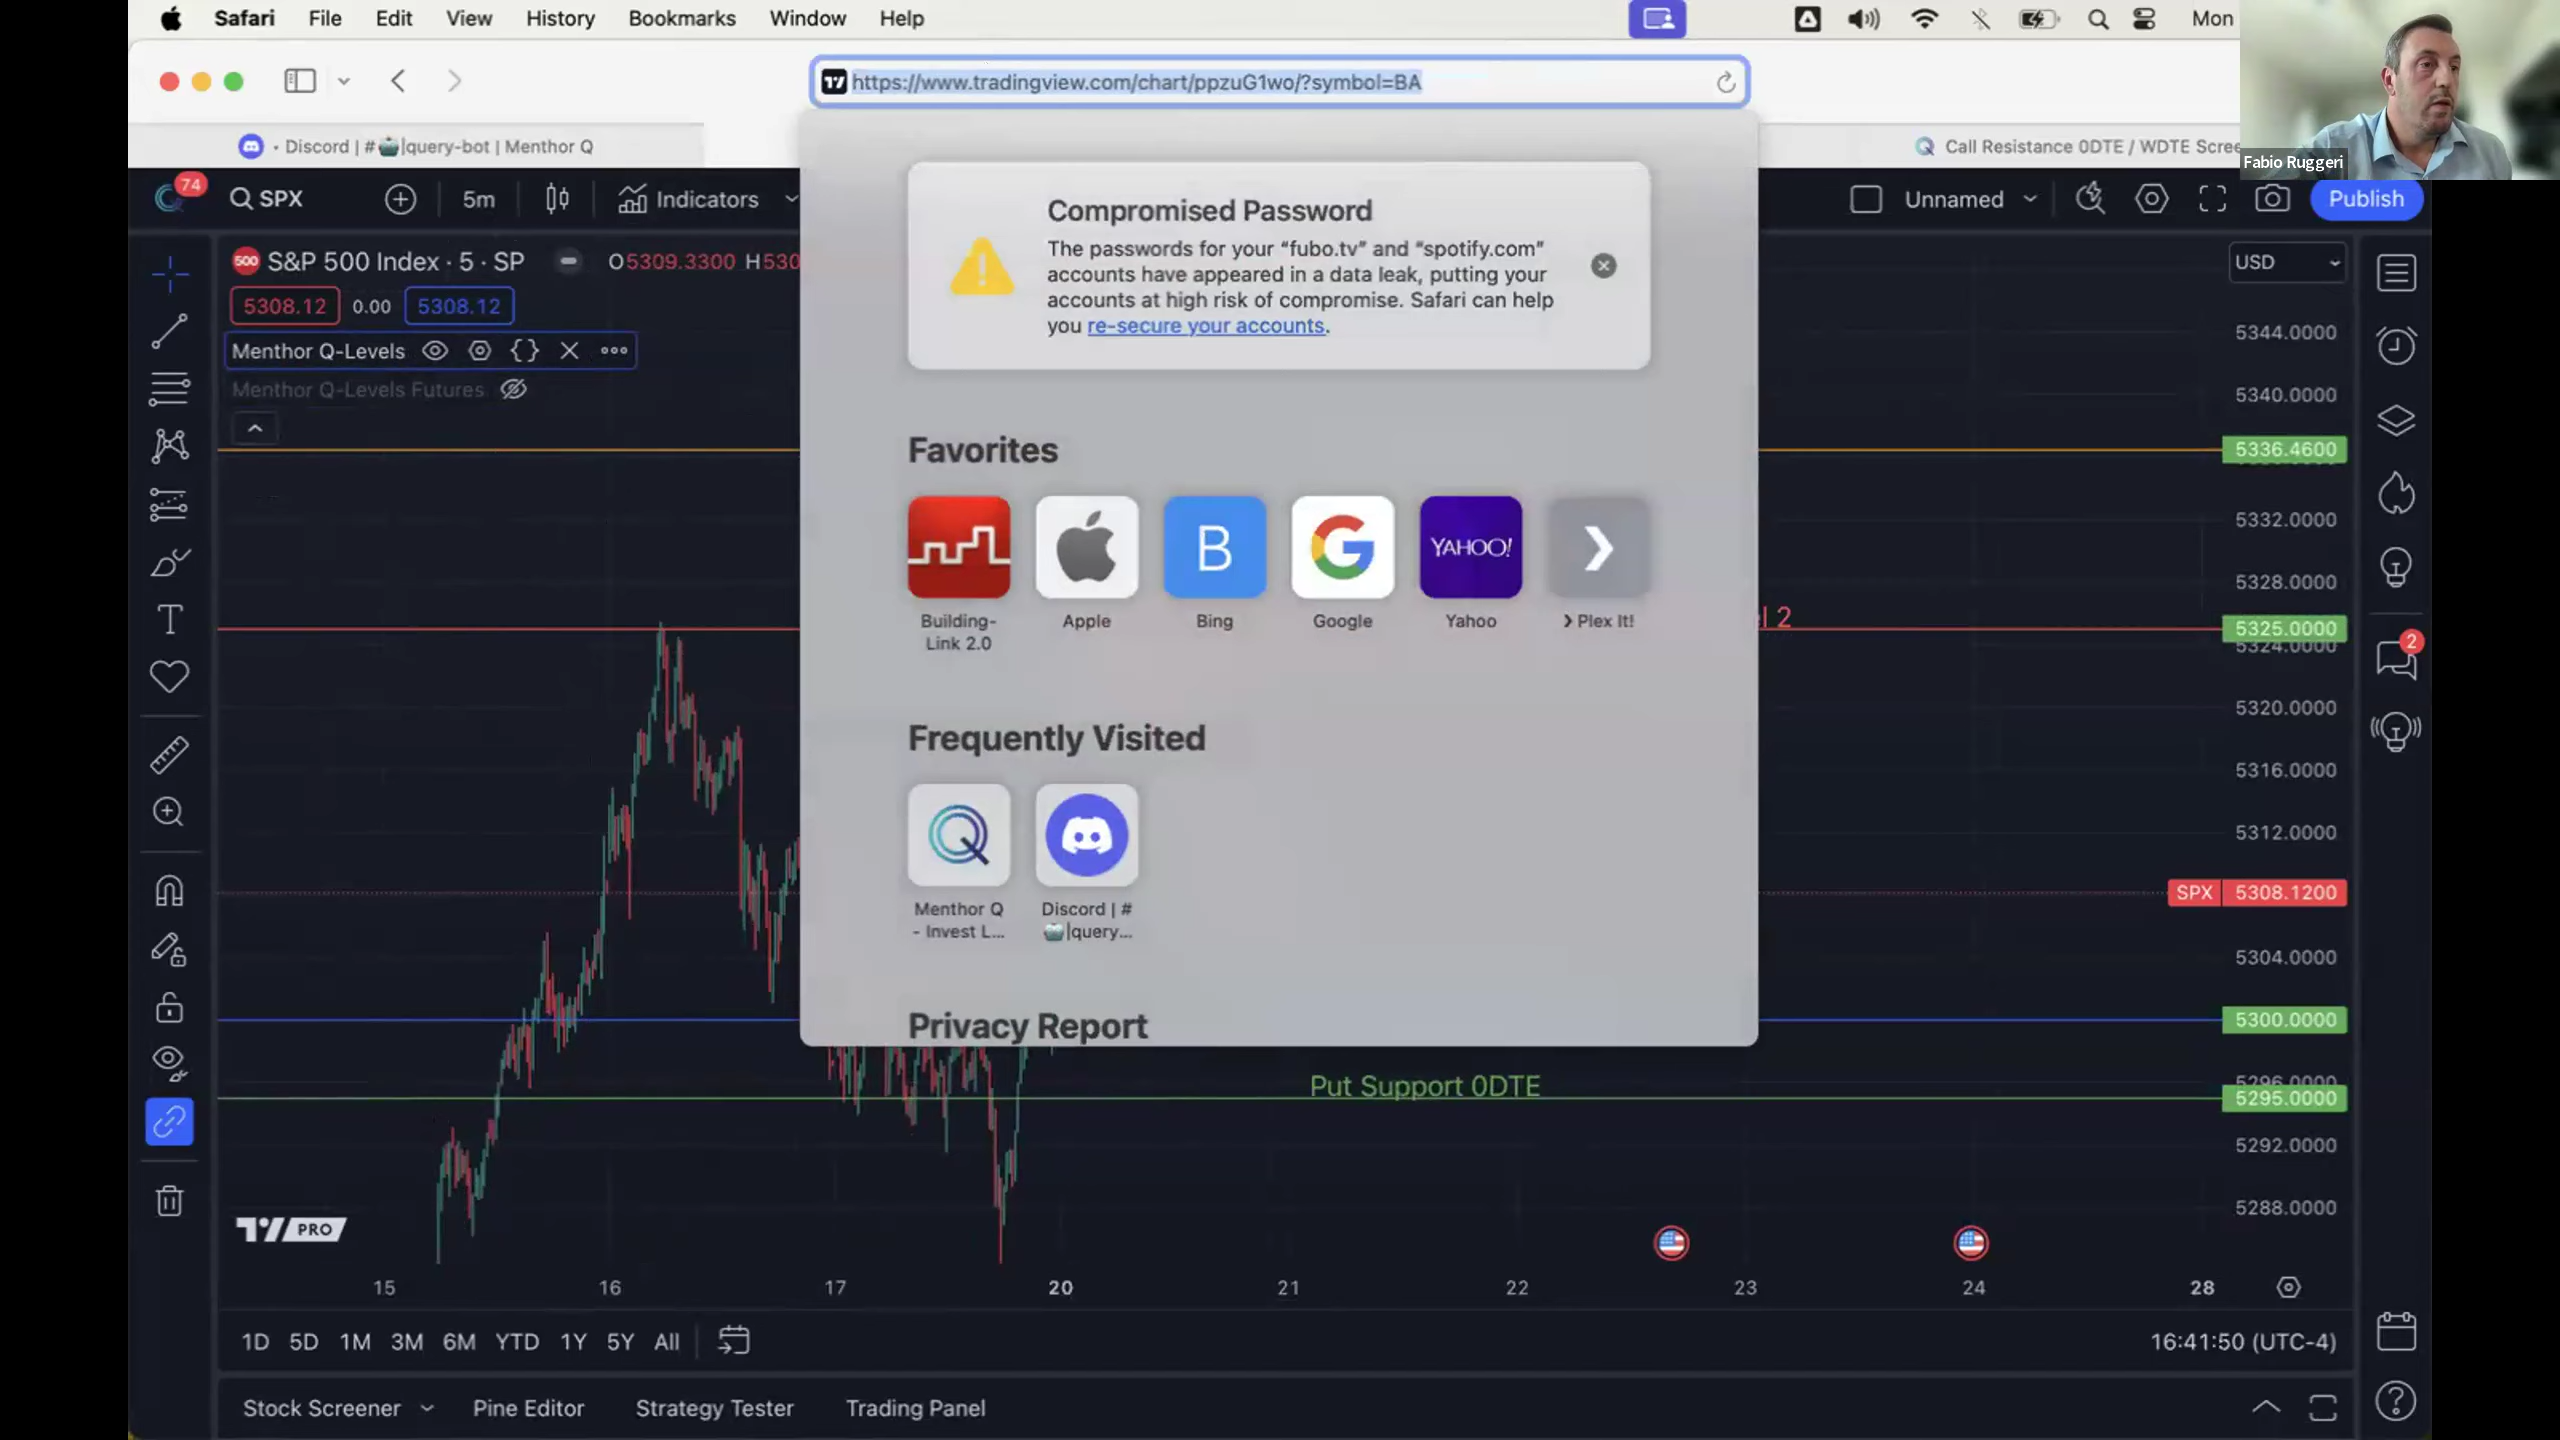 Safari File Edit View History Bookmarks Window Help Mon
https://www.tradingview.com/chart/ppzuG1wo/?symbol=BA
• Discord | #🤖|query-bot | Menthor Q
Call Resistance 0DTE / WDTE Scree
Fabio Ruggeri
74
SPX 5m Indicators
Unnamed Publish
500 S&P 500 Index · 5 · SP O5309.3300 H530
5308.12 0.00 5308.12
Menthor Q-Levels
Menthor Q-Levels Futures
Compromised Password
The passwords for your “fubo.tv” and “spotify.com”
accounts have appeared in a data leak, putting your
accounts at high risk of compromise. Safari can help
you re-secure your accounts.
Favorites
B
YAHOO!
Building-
Link 2.0
Apple
Bing
Google
Yahoo
❯ Plex It!
Frequently Visited
Menthor Q
- Invest L...
Discord | #
🤖|query...
Privacy Report
USD
5344.0000
5340.0000
5336.4600
5332.0000
5328.0000
l 2
5325.0000
5324.0000
2
5320.0000
5316.0000
5312.0000
SPX 5308.1200
5304.0000
5300.0000
Put Support 0DTE
5296.0000
5295.0000
5292.0000
5288.0000
PRO
15 16 17 20 21 22 23 24 28
1D 5D 1M 3M 6M YTD 1Y 5Y All
16:41:50 (UTC-4)
Stock Screener Pine Editor Strategy Tester Trading Panel